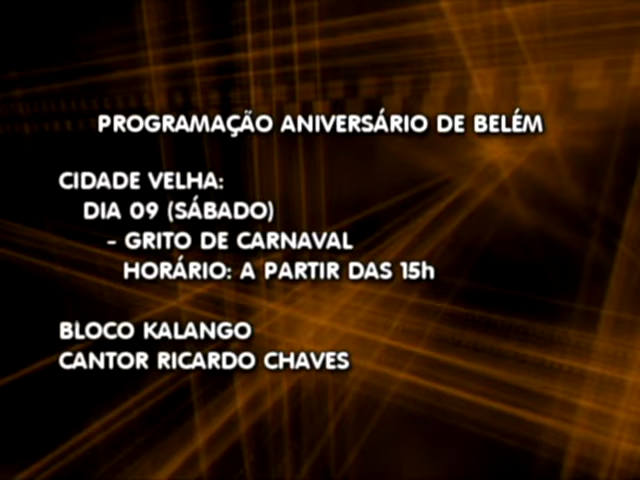 PROGRAMAÇÃO ANIVERSÁRIO DE BELÉM
CIDADE VELHA:
DIA 09 (SÁBADO)
- GRITO DE CARNAVAL
HORÁRIO: A PARTIR DAS 15h
BLOCO KALANGO
CANTOR RICARDO CHAVES